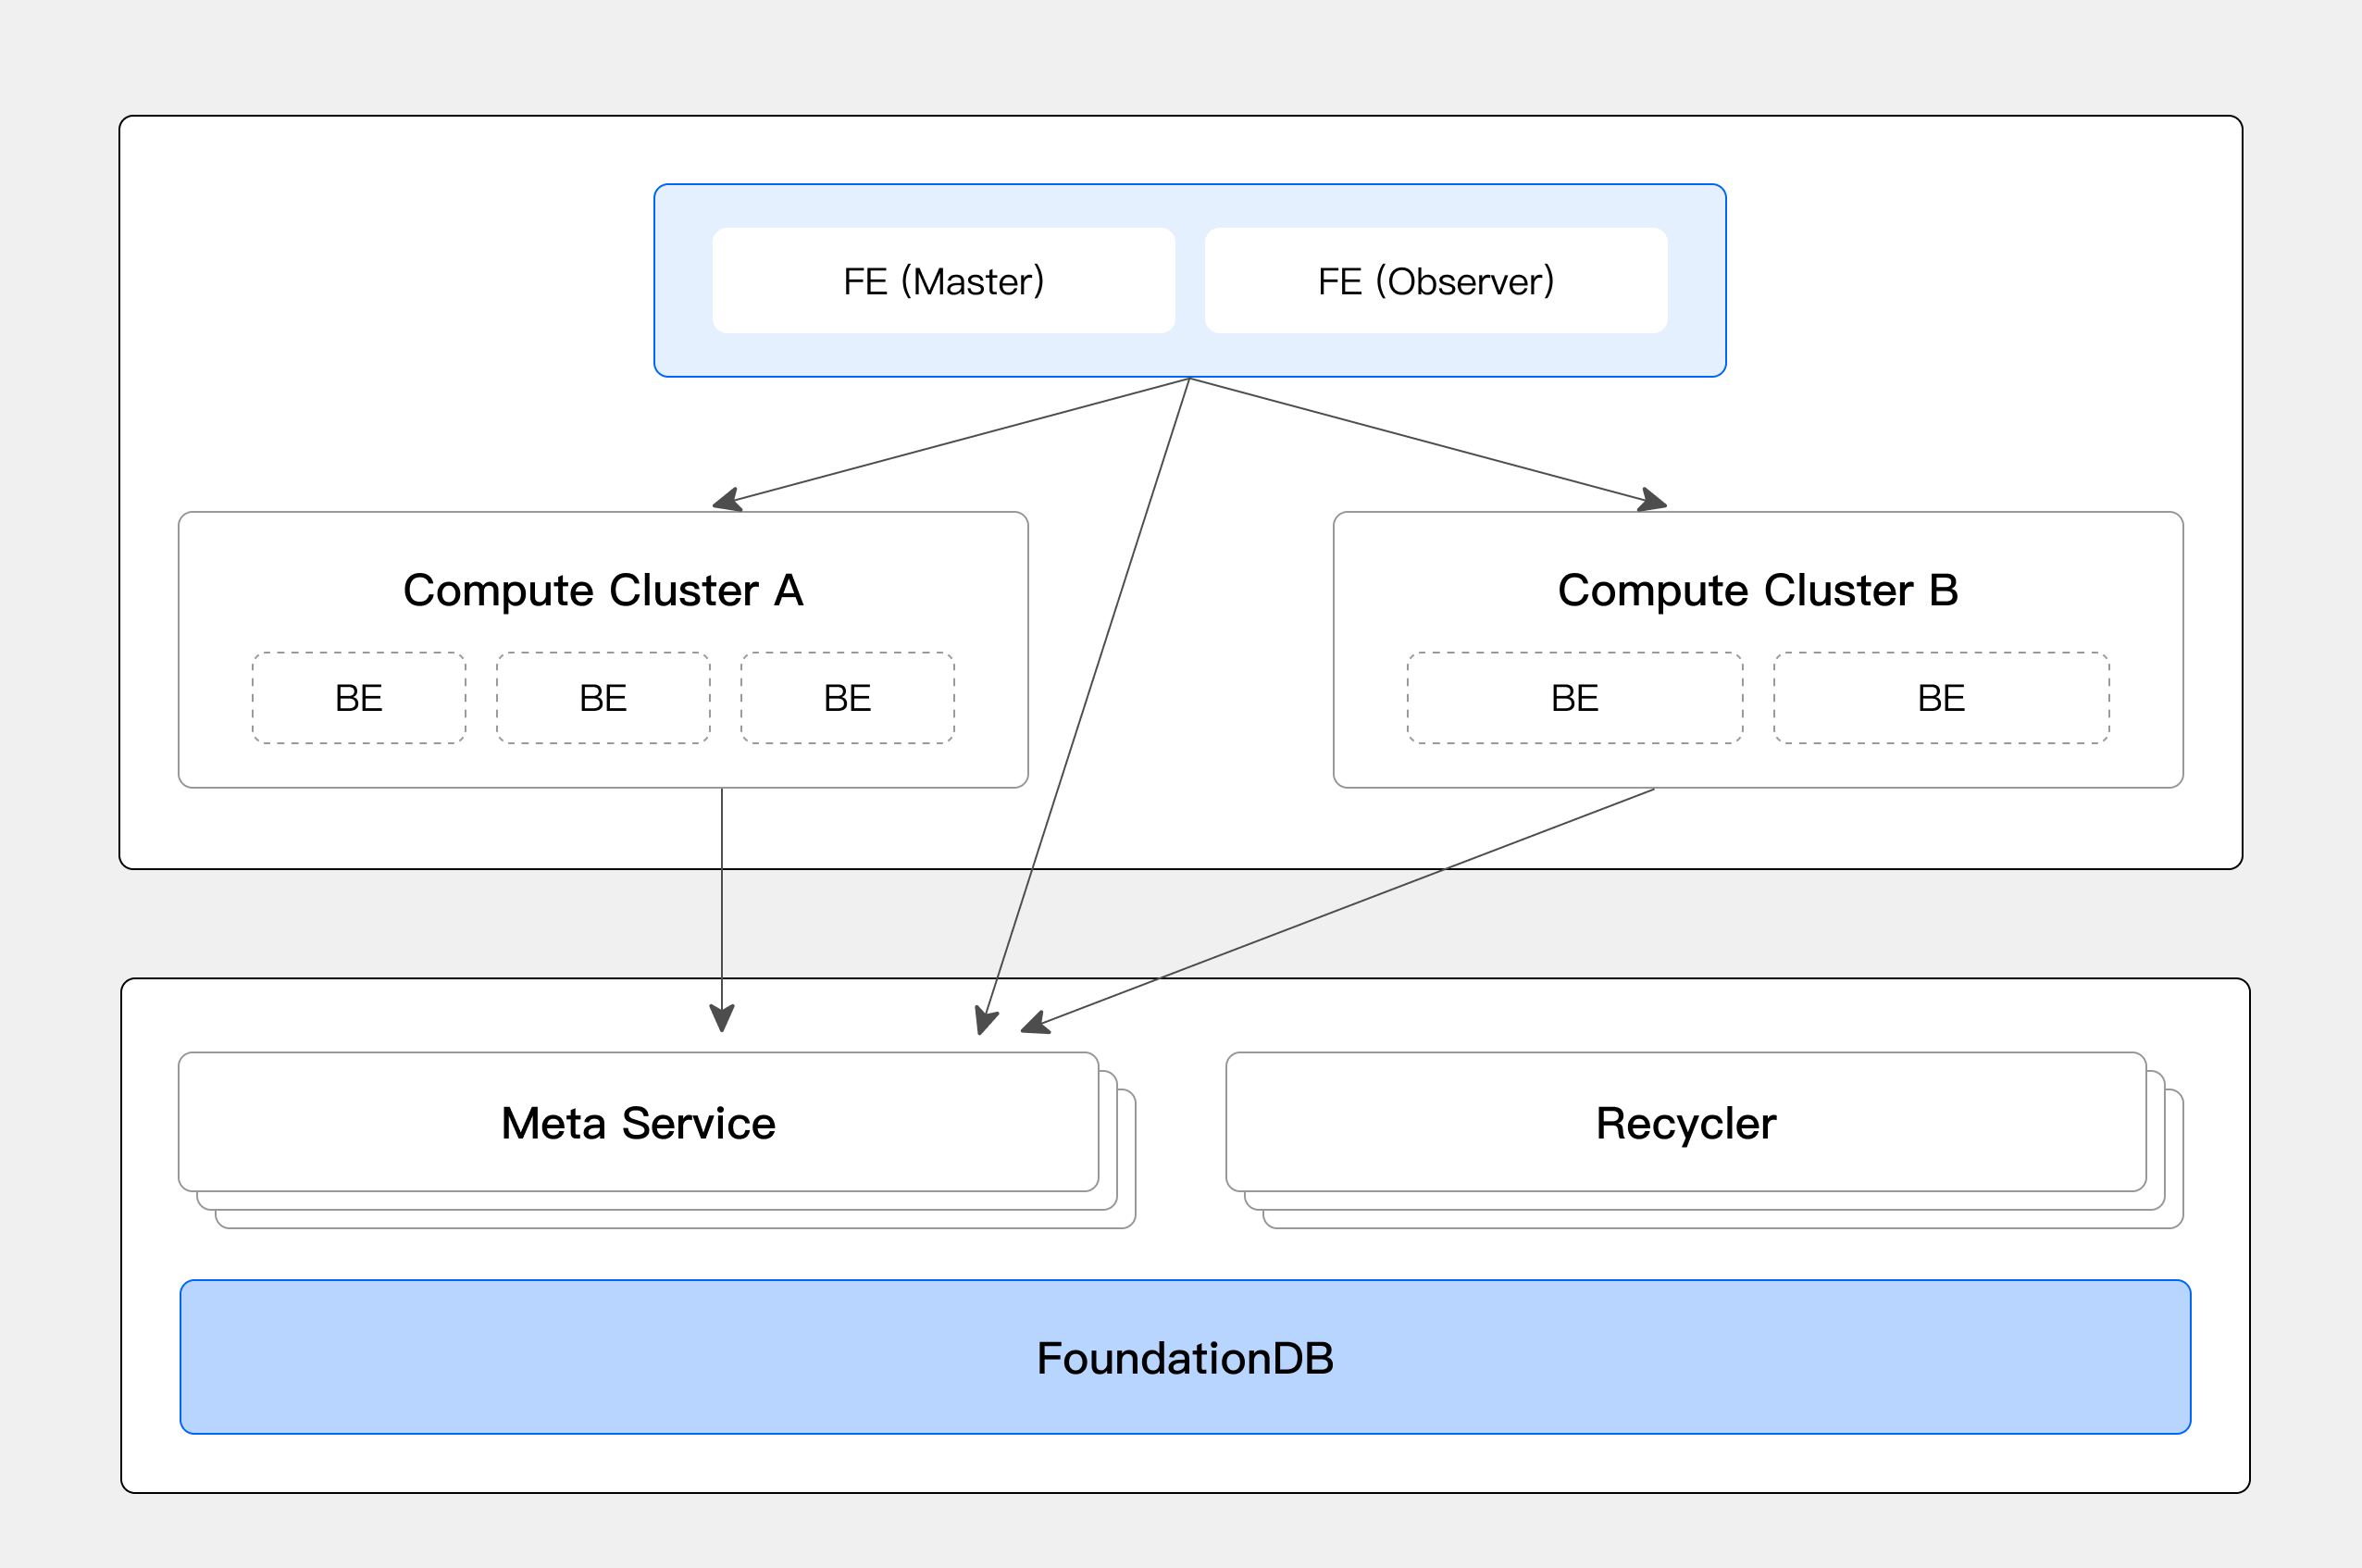 FE (Master)
FE (Observer)
Compute Cluster A
Compute Cluster B
BE
BE
BE
BE
BE
Meta Service
Recycler
FoundationDB